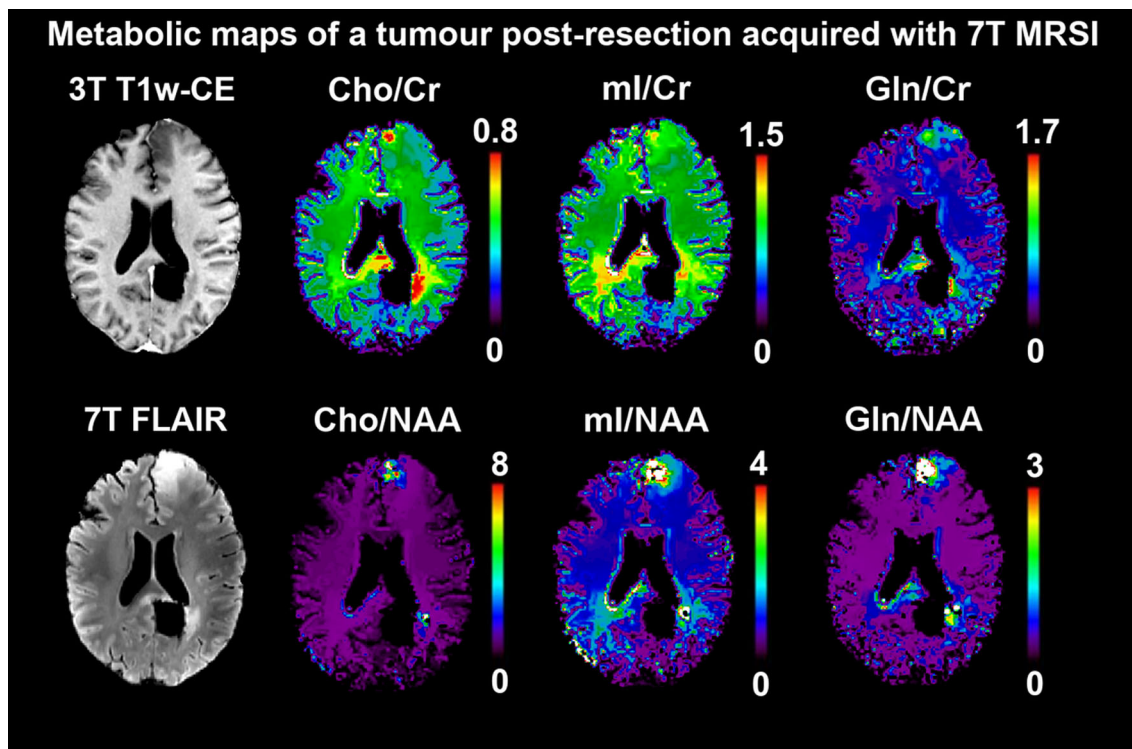 Metabolic maps of a tumour post-resection acquired with 7T MRSI
3T T1w-CE
Cho/Cr
mI/Cr
Gln/Cr
0.8
0
1.5
0
1.7
0
7T FLAIR
Cho/NAA
mI/NAA
Gln/NAA
8
0
4
0
3
0